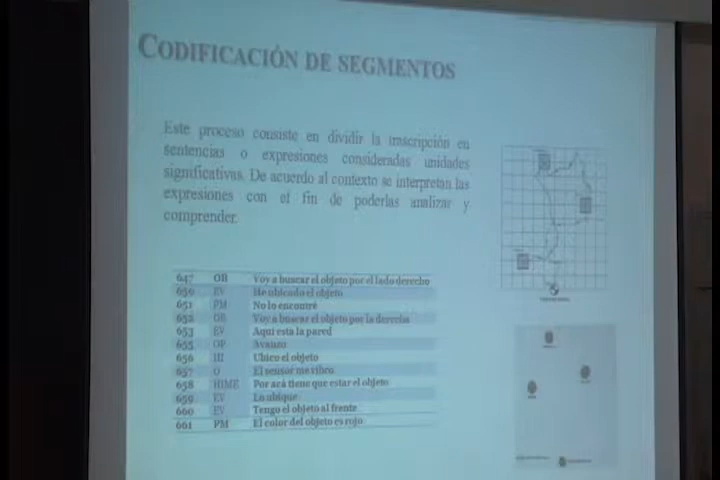 CODIFICACIÓN DE SEGMENTOS
Este proceso consiste en dividir la trascripción en
sentencias o expresiones consideradas unidades
significativas. De acuerdo al contexto se interpretan las
expresiones con el fin de poderlas analizar y
comprender.
647 OB Voy a buscar el objeto por el lado derecho
650 EV He ubicado el objeto
651 PM No lo encontré
652 OB Voy a buscar el objeto por la derecha
653 EV Aquí esta la pared
655 OP Avanzo
656 Ubico el objeto
657 O El sensor me vibro
658 Por acá tiene que estar el objeto
659 EV Lo ubique
660 EV Tengo el objeto al frente
661 PM El color del objeto es rojo